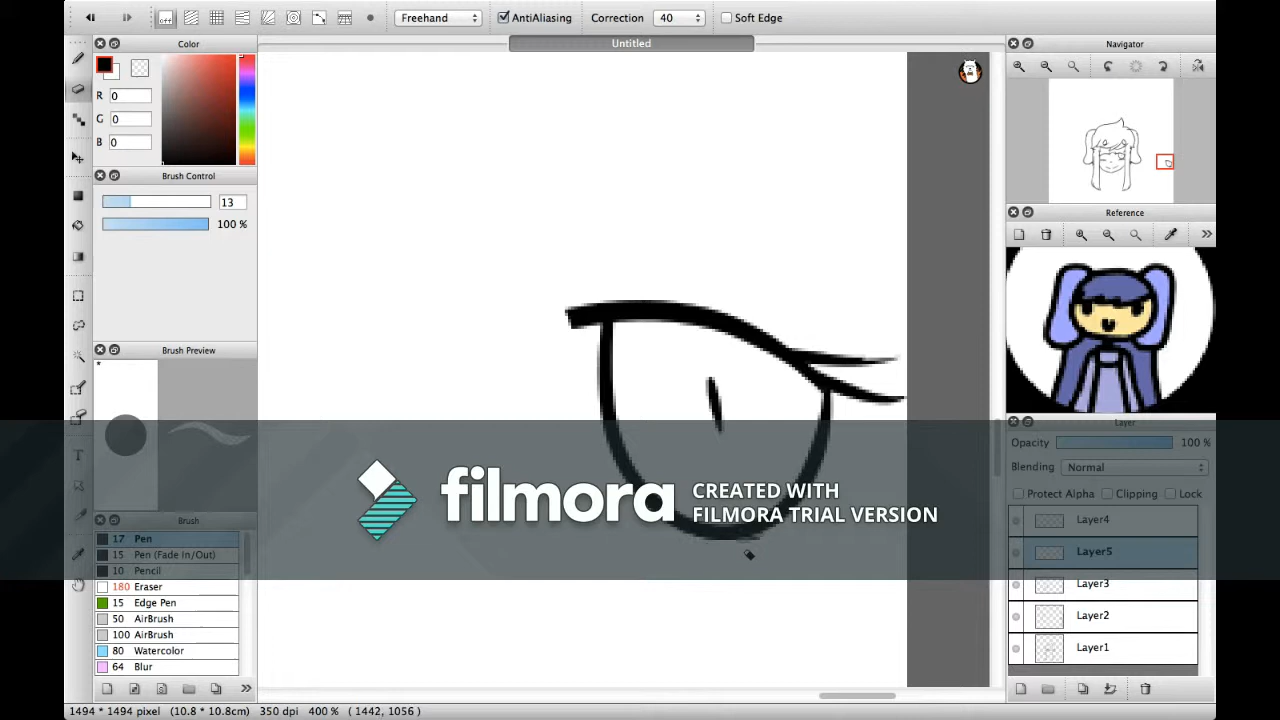 off
Freehand
AntiAliasing
Correction
40
Soft Edge
Color
Untitled
Navigator
R 0
G 0
B 0
Brush Control
13
100 %
Reference
Brush Preview
*
Layer
Opacity 100 %
Blending Normal
Protect Alpha Clipping Lock
T
filmora CREATED WITH
FILMORA TRIAL VERSION
Brush
17 Pen
15 Pen (Fade In/Out)
10 Pencil
180 Eraser
15 Edge Pen
50 AirBrush
100 AirBrush
80 Watercolor
64 Blur
Layer4
Layer5
Layer3
Layer2
Layer1
1494 * 1494 pixel (10.8 * 10.8cm) 350 dpi 400 % ( 1442, 1056 )